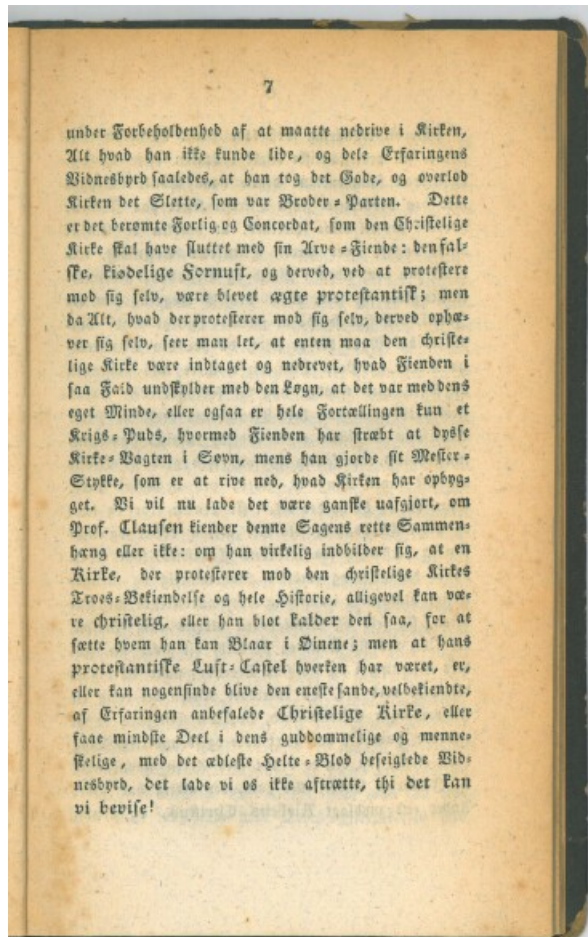 7
under Forbeholdenhed af at maatte nedrive i Kirken,
Alt hvad han ikke kunde lide, og dele Erfaringens
Vidnesbyrd saaledes, at han tog det Gode, og overlod
Kirken det Slette, som var Broder=Parten. Dette
er det berømte Forlig og Concordat, som den Christelige
Kirke skal have sluttet med sin Arve=Fiende: den fal-
ske, kiødelige Fornuft, og derved, ved at protestere
mod sig selv, være blevet ægte protestantisk; men
da Alt, hvad der protesterer mod sig selv, derved ophæ-
ver sig selv, seer man let, at enten maa den christe-
lige Kirke være indtaget og nedrevet, hvad Fienden i
saa Fald undskylder med den Løgn, at det var med dens
eget Minde, eller ogsaa er hele Fortællingen kun et
Krigs=Puds, hvormed Fienden har stræbt at dysse
Kirke=Vagten i Søvn, mens han gjorde sit Mester=
Stykke, som er at rive ned, hvad Kirken har opbyg-
get. Vi vil nu lade det være ganske uafgjort, om
Prof. Clausen kiender denne Sagens rette Sammen-
hæng eller ikke: om han virkelig indbilder sig, at en
Kirke, der protesterer mod den christelige Kirkes
Troes=Bekiendelse og hele Historie, alligevel kan væ-
re christelig, eller han blot kalder den saa, for at
sætte hvem han kan Blaar i Øinene; men at hans
protestantiske Luft=Castel hverken har været, er,
eller kan nogensinde blive den eneste sande, velbekiendte,
af Erfaringen anbefalede Christelige Kirke, eller
faae mindste Deel i dens guddommelige og menne-
skelige, med det ædleste Helte=Blod beseiglede Vid-
nesbyrd, det lade vi os ikke aftrætte, thi det kan
vi bevise!